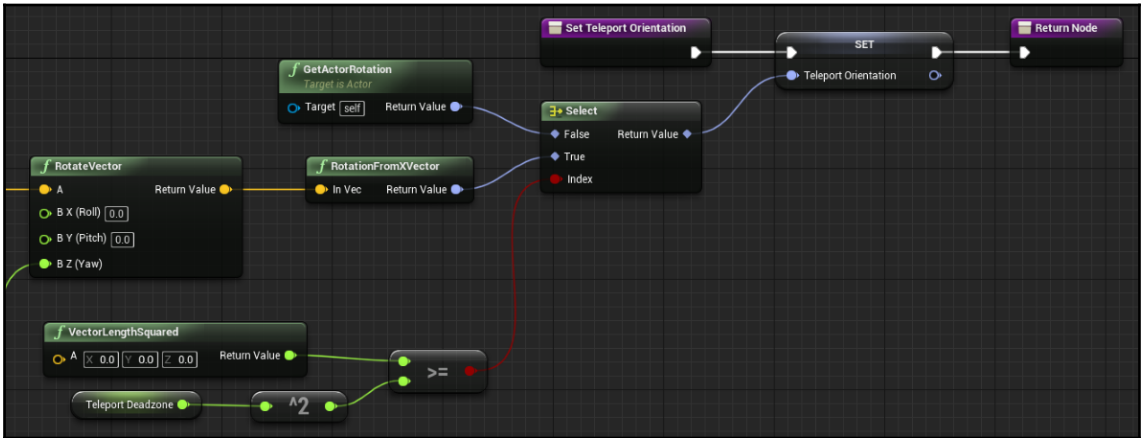 Set Teleport Orientation
SET
Teleport Orientation
Return Node
f GetActorRotation
Target is Actor
Target self Return Value
Select
False Return Value
True
Index
f RotateVector
A Return Value
B X (Roll) 0.0
B Y (Pitch) 0.0
B Z (Yaw)
f RotationFromXVector
In Vec Return Value
f VectorLengthSquared
A X 0.0 Y 0.0 Z 0.0 Return Value
>=
Teleport Deadzone
^2